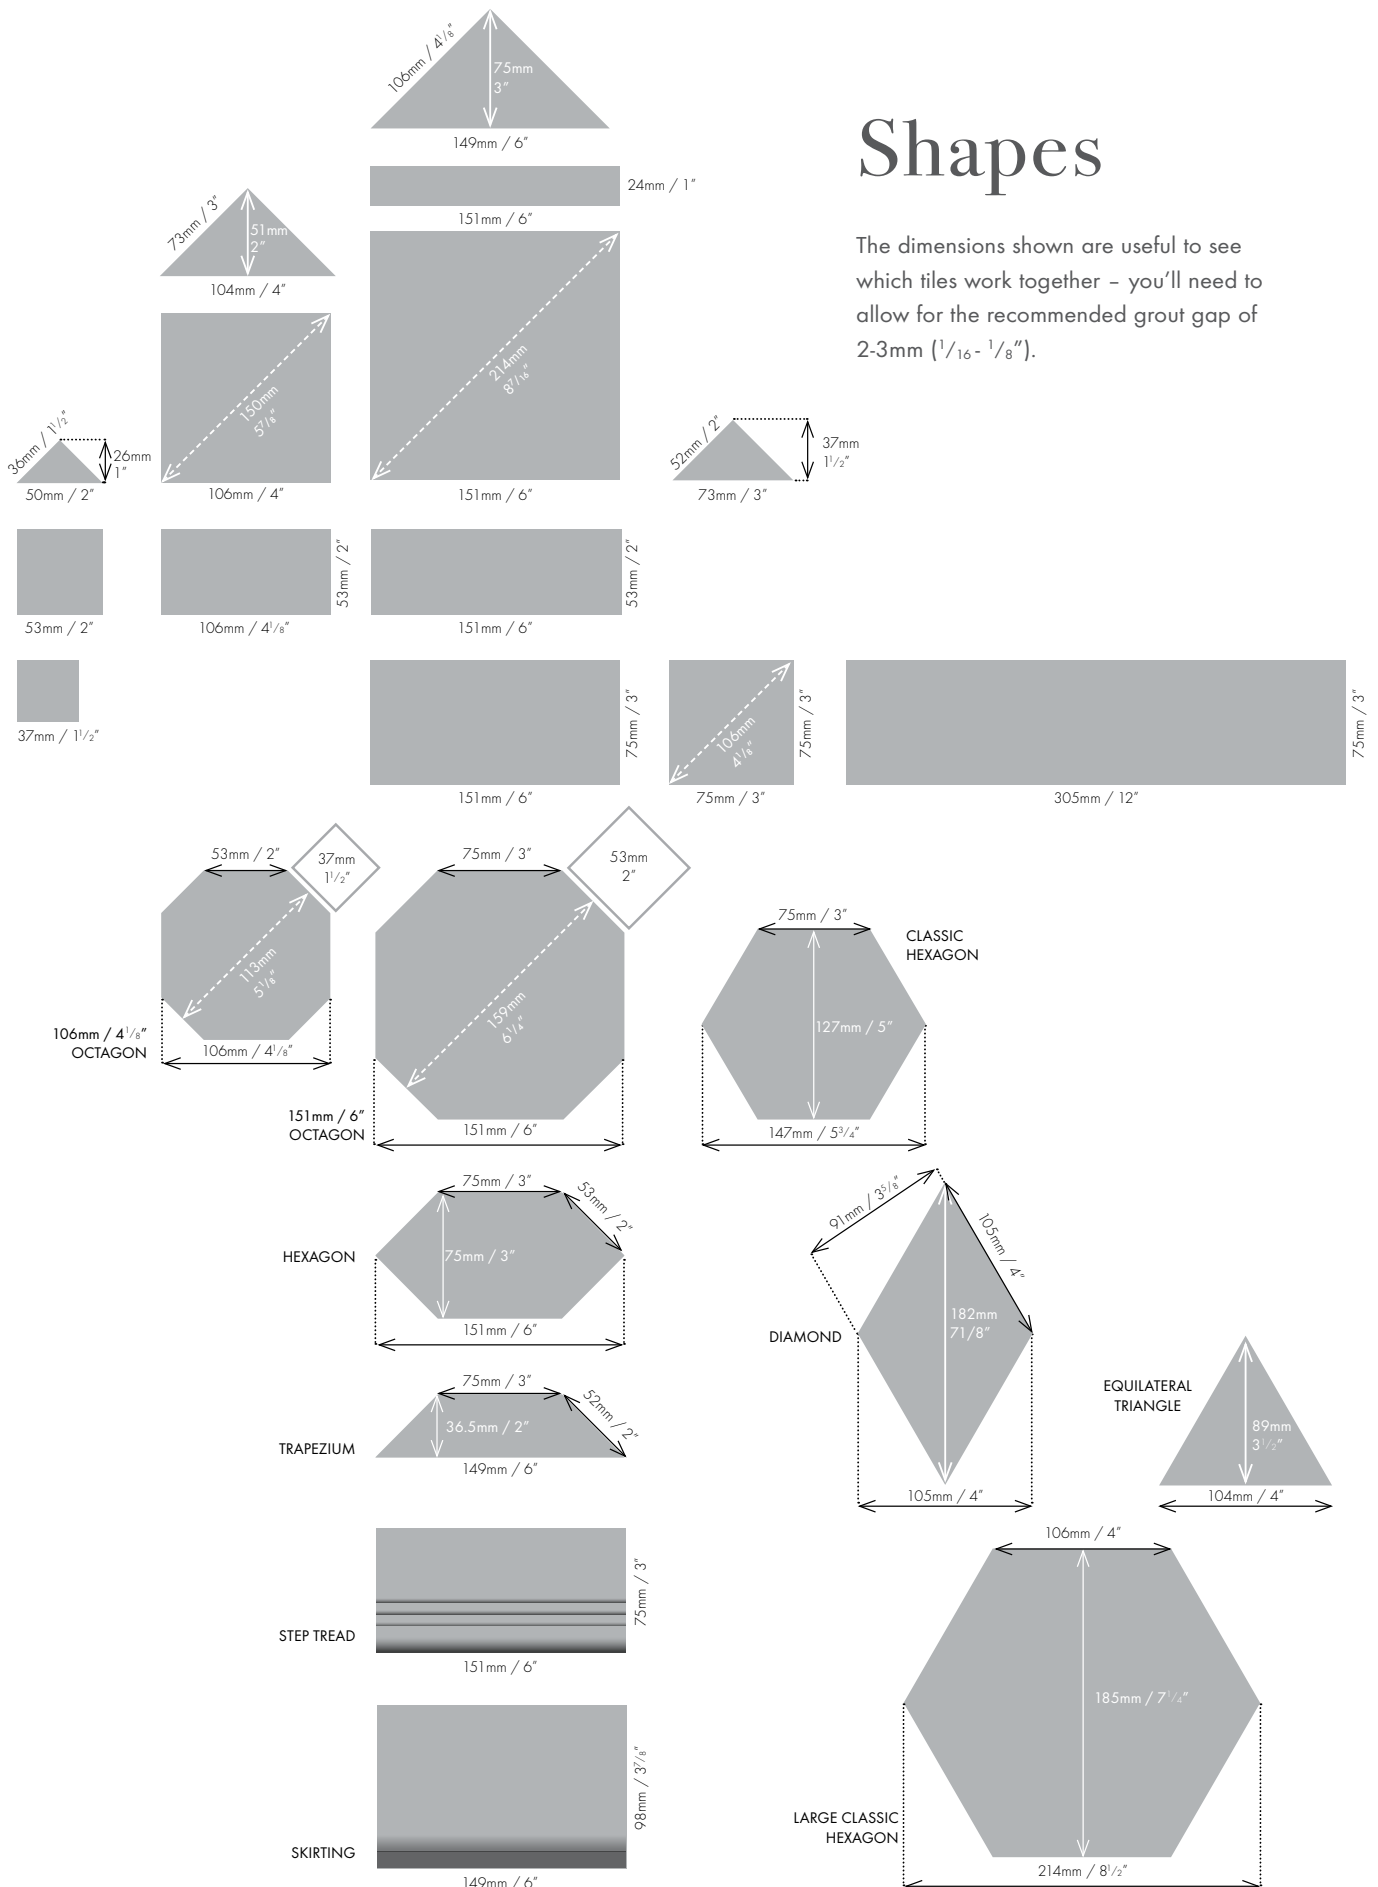 106mm / 4 1/8"
75mm
3"
149mm / 6"
Shapes
The dimensions shown are useful to see
which tiles work together – you'll need to
allow for the recommended grout gap of
2-3mm (1/16 - 1/8").
24mm / 1"
151mm / 6"
73mm / 3"
51mm
2"
104mm / 4"
214mm
8 7/16"
151mm / 6"
150mm
5 7/8"
106mm / 4"
36mm / 1 1/2"
26mm
1"
50mm / 2"
52mm / 2"
37mm
1 1/2"
73mm / 3"
53mm / 2"
53mm / 2"
106mm / 4 1/8"
53mm / 2"
151mm / 6"
37mm / 1 1/2"
75mm / 3"
151mm / 6"
106mm
4 1/8"
75mm / 3"
75mm / 3"
75mm / 3"
305mm / 12"
53mm / 2"
37mm
1 1/2"
113mm
5 1/8"
106mm / 4 1/8"
OCTAGON
106mm / 4 1/8"
75mm / 3"
53mm
2"
159mm
6 1/4"
151mm / 6"
OCTAGON
151mm / 6"
75mm / 3"
CLASSIC
HEXAGON
127mm / 5"
147mm / 5 3/4"
75mm / 3"
53mm / 2"
HEXAGON
75mm / 3"
151mm / 6"
91mm / 3 5/8"
105mm / 4"
182mm
71/8"
DIAMOND
105mm / 4"
75mm / 3"
52mm / 2"
36.5mm / 2"
TRAPEZIUM
149mm / 6"
EQUILATERAL
TRIANGLE
89mm
3 1/2"
104mm / 4"
75mm / 3"
STEP TREAD
151mm / 6"
106mm / 4"
185mm / 7 1/4"
LARGE CLASSIC
HEXAGON
214mm / 8 1/2"
98mm / 3 7/8"
SKIRTING
149mm / 6"